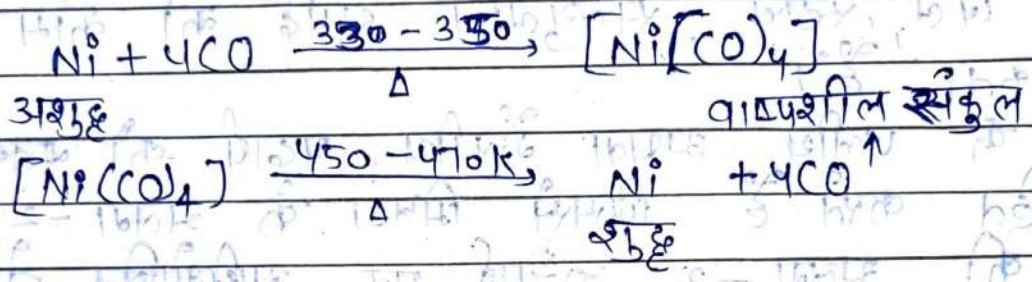 Ni + 4CO 330 - 350 → [Ni(CO)4]
Δ
अशुद्ध वाष्पशील संकुल
[Ni(CO)4] 450 - 470K → Ni + 4CO ↑
Δ
शुद्ध